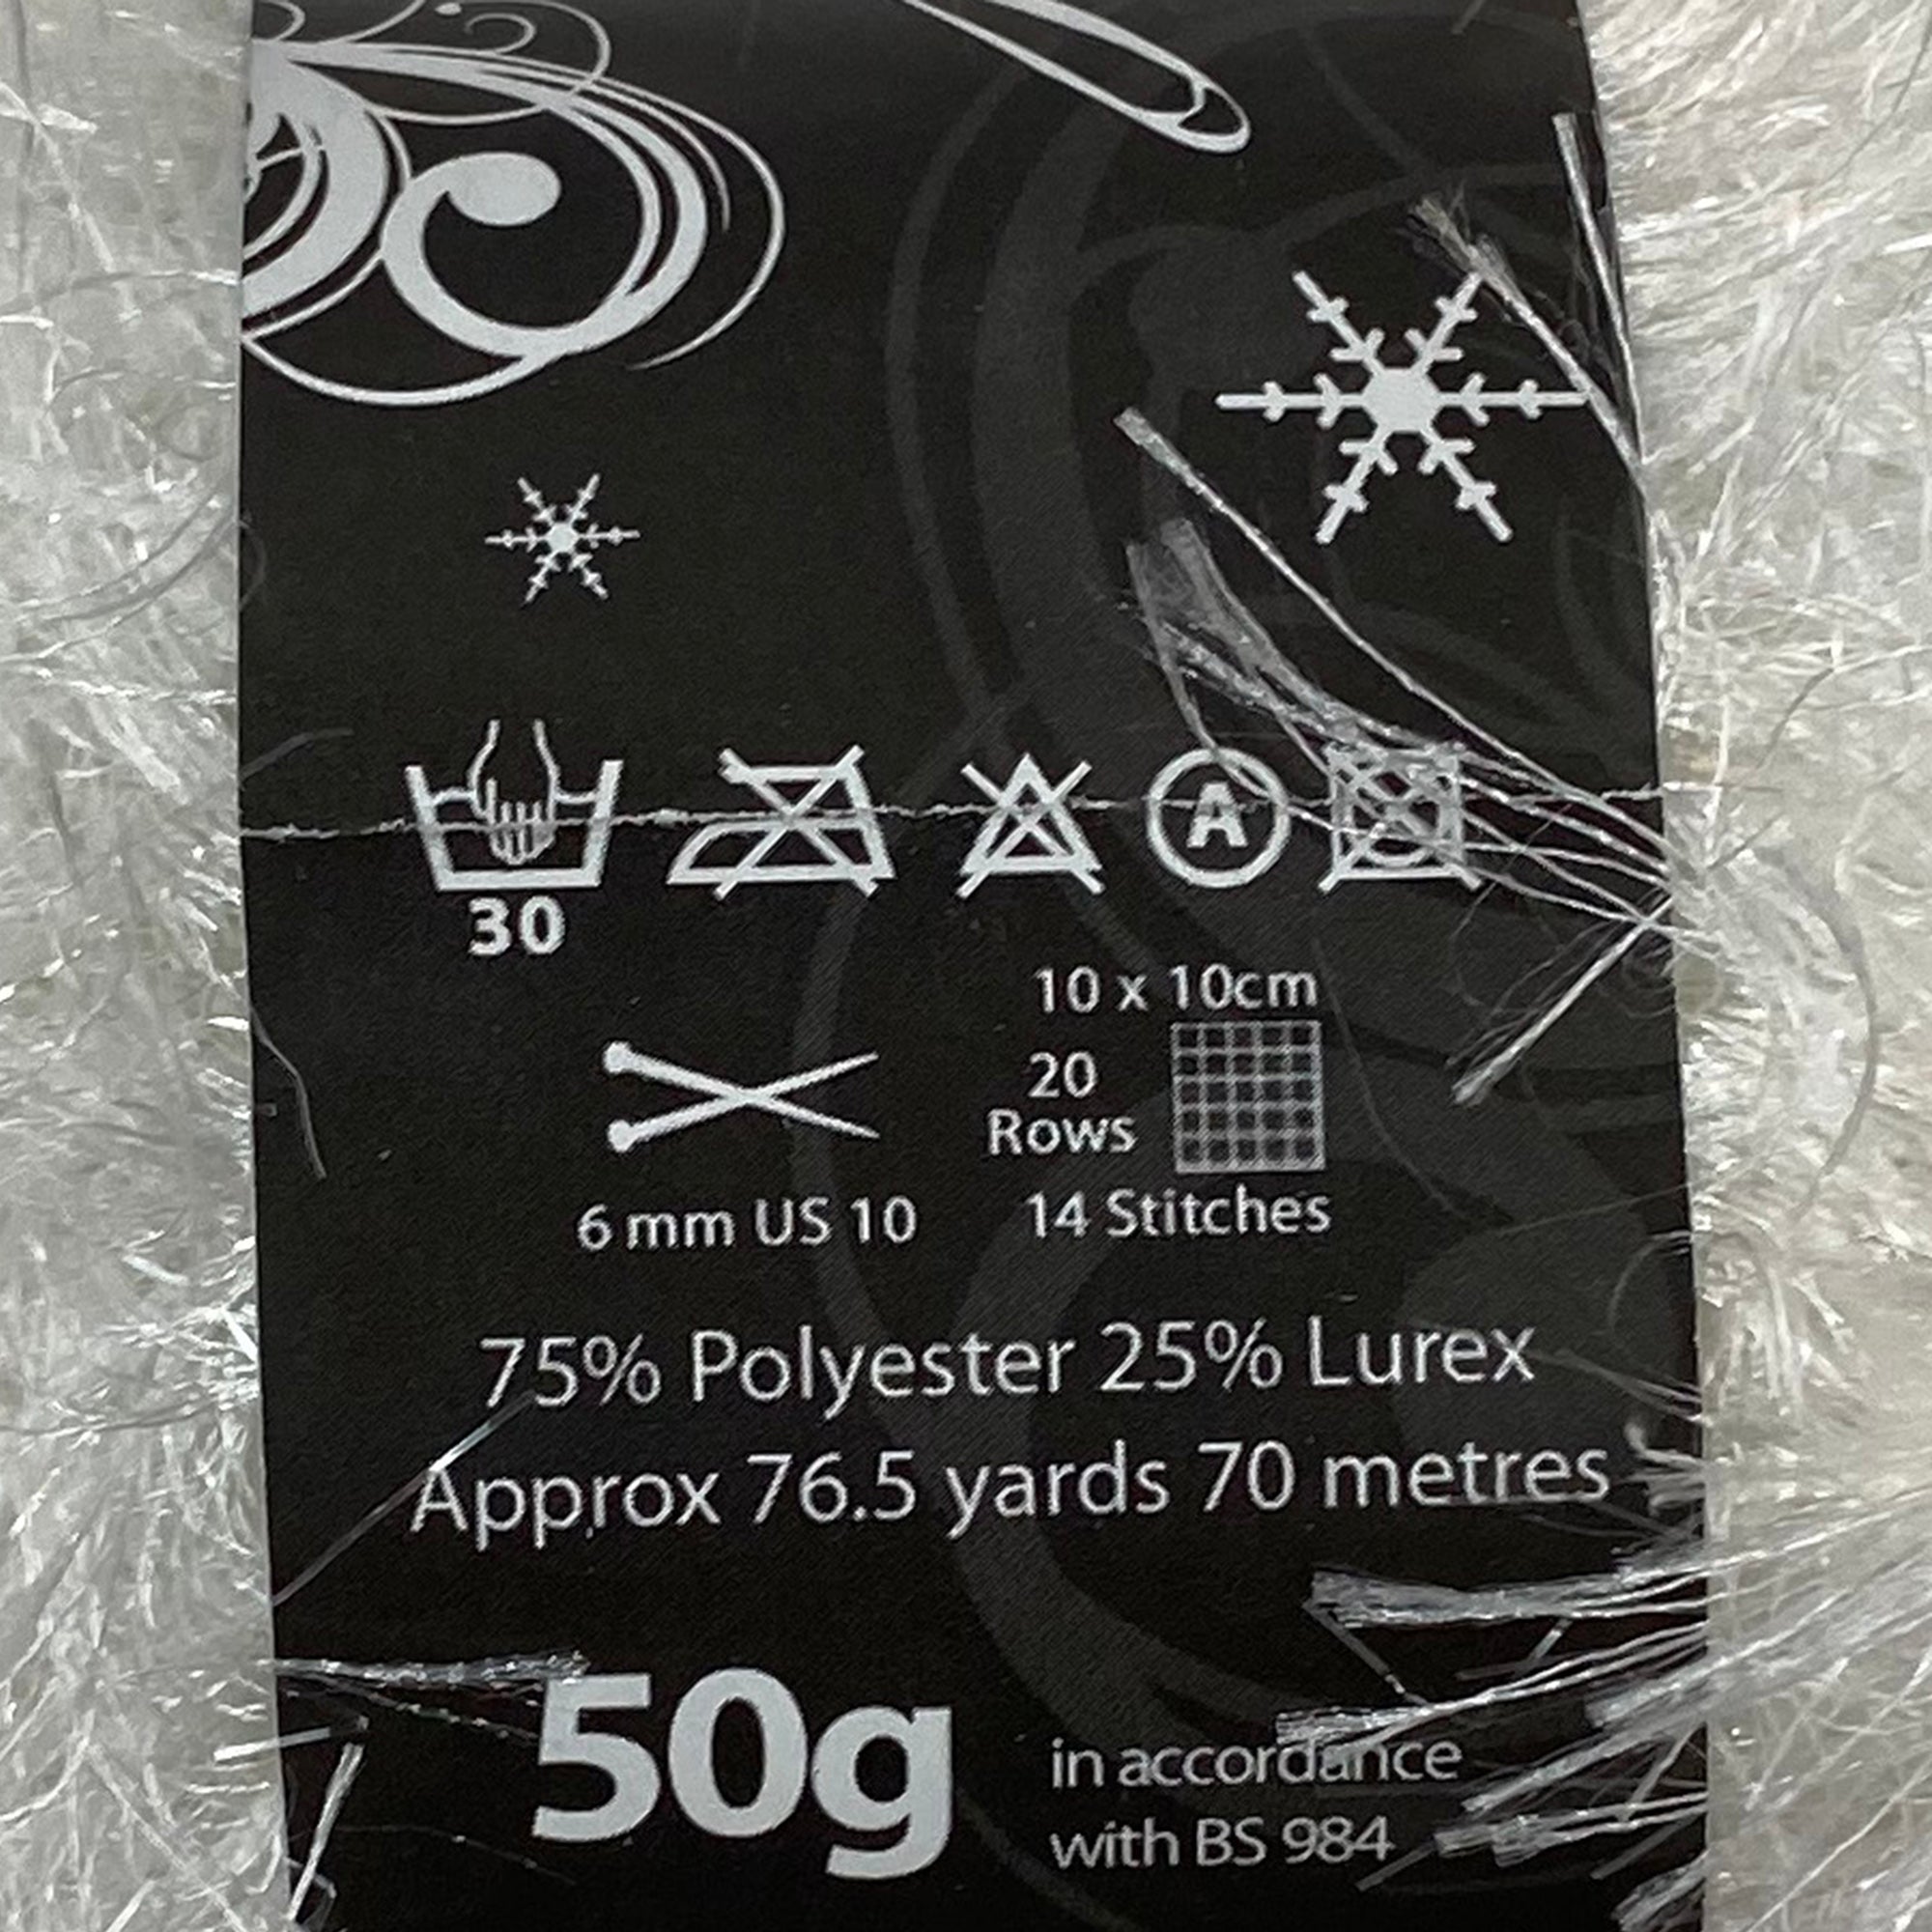 A
30
10 x 10cm
20
Rows
6 mm US 10
14 Stitches
75% Polyester 25% Lurex
Approx 76.5 yards 70 metres
50g
in accordance
with BS 984